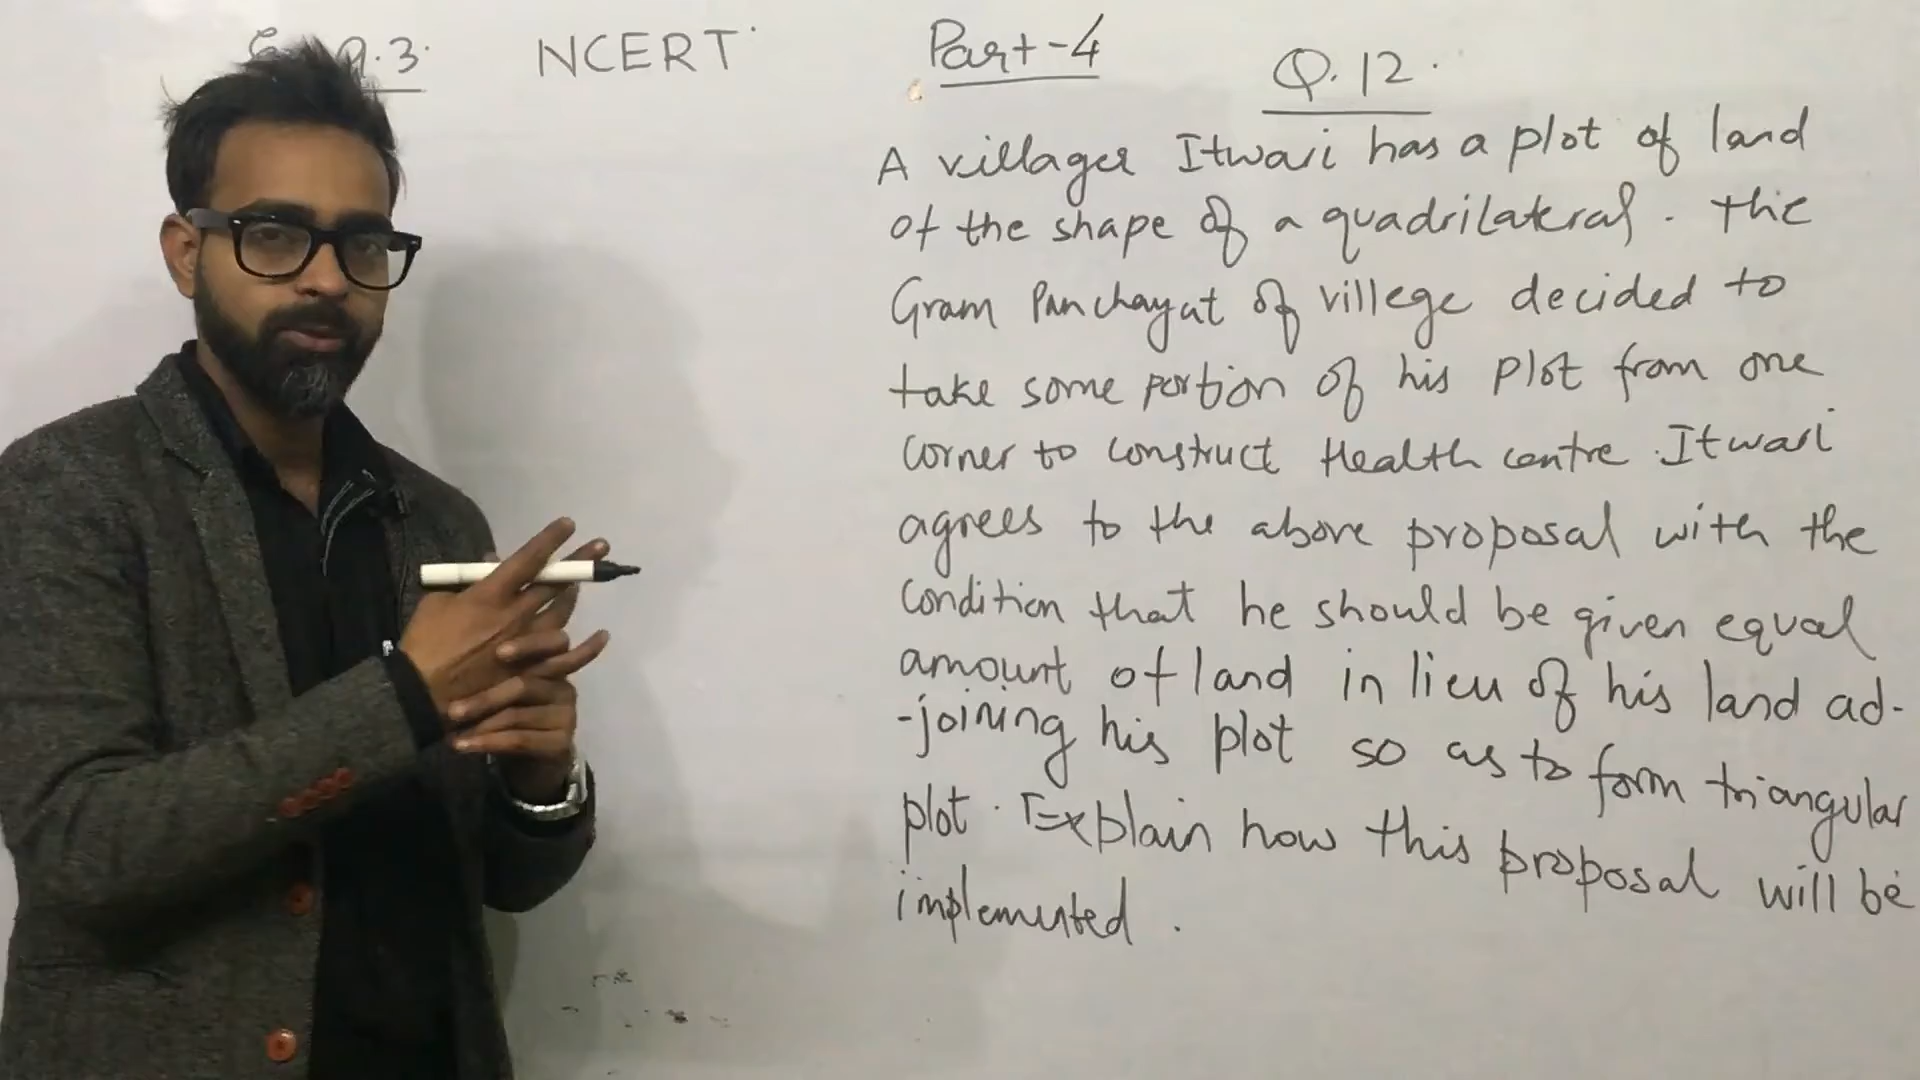 9.3.
NCERT
Part-4
Q.12.
A villager Itwari has a plot of land
of the shape of a quadrilateral. The
Gram Panchayat of villege decided to
take some portion of his plot from one
corner to construct Health centre. Itwari
agrees to the above proposal with the
condition that he should be given equal
amount of land in lieu of his land ad-
-joining his plot so as to form triangular
plot. Explain how this proposal will be
implemented.